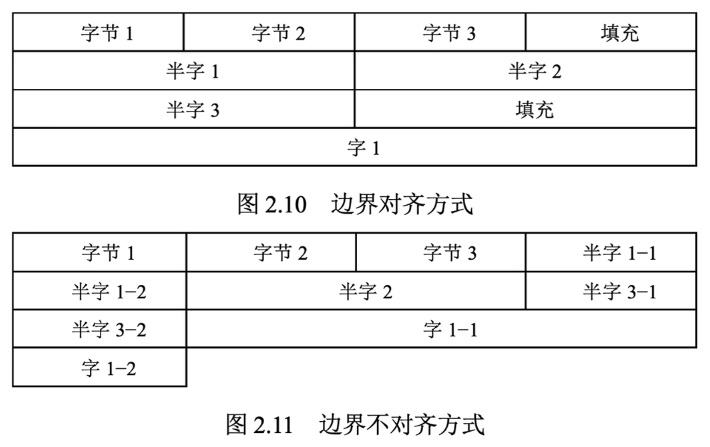 字节 1 字节 2 字节 3 填充
半字 1 半字 2
半字 3 填充
字 1
图 2.10 边界对齐方式
字节 1 字节 2 字节 3 半字 1−1
半字 1−2 半字 2 半字 3−1
半字 3−2 字 1−1
字 1−2
图 2.11 边界不对齐方式